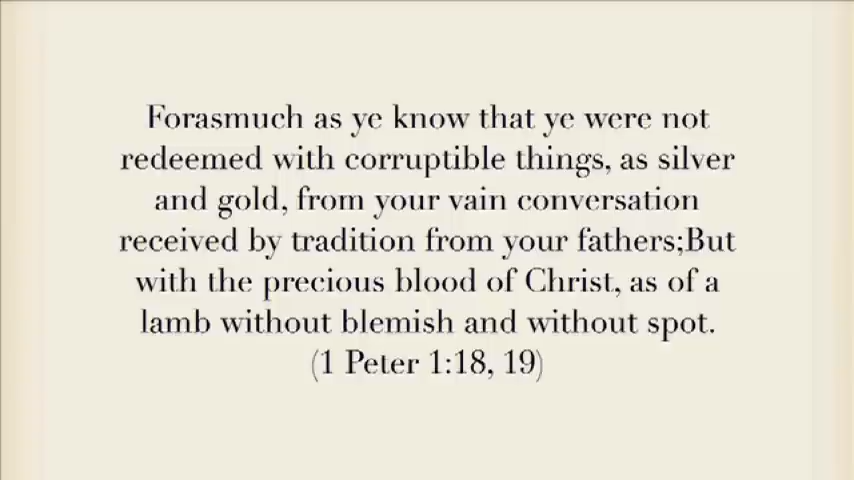 Forasmuch as ye know that ye were not
redeemed with corruptible things, as silver
and gold, from your vain conversation
received by tradition from your fathers;But
with the precious blood of Christ, as of a
lamb without blemish and without spot.
(1 Peter 1:18, 19)